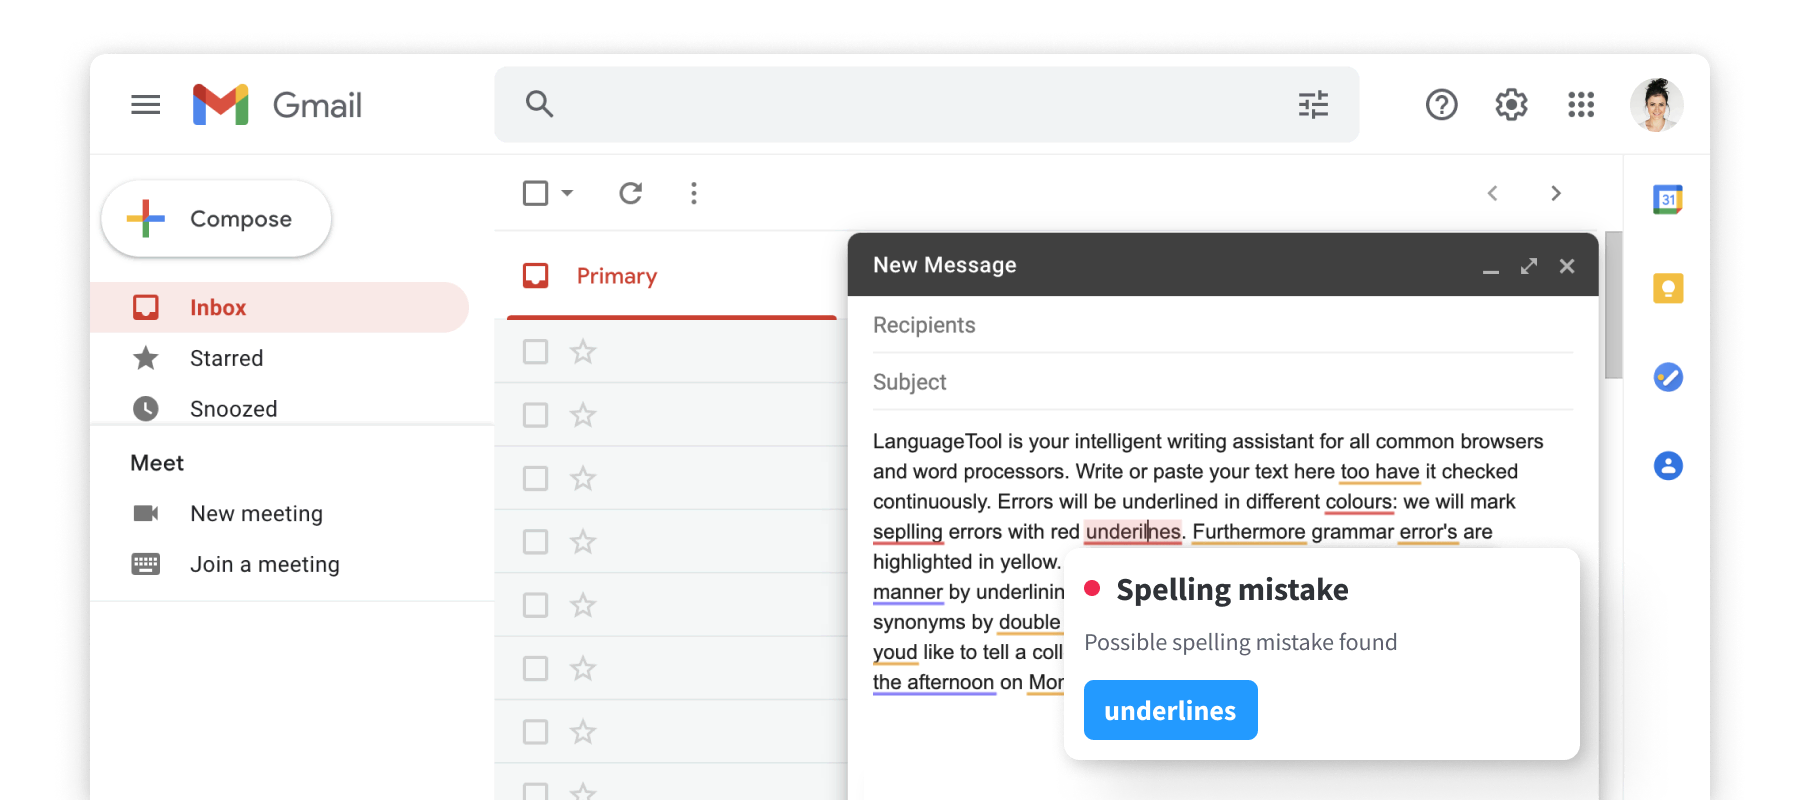 Gmail
Compose
Inbox
Starred
Snoozed
Meet
New meeting
Join a meeting
Primary
31
New Message
Recipients
Subject
LanguageTool is your intelligent writing assistant for all common browsers
and word processors. Write or paste your text here too have it checked
continuously. Errors will be underlined in different colours: we will mark
seplling errors with red underilnes. Furthermore grammar error's are
highlighted in yellow.
manner by underlinin
synonyms by double
youd like to tell a coll
the afternoon on Mon
Spelling mistake
Possible spelling mistake found
underlines